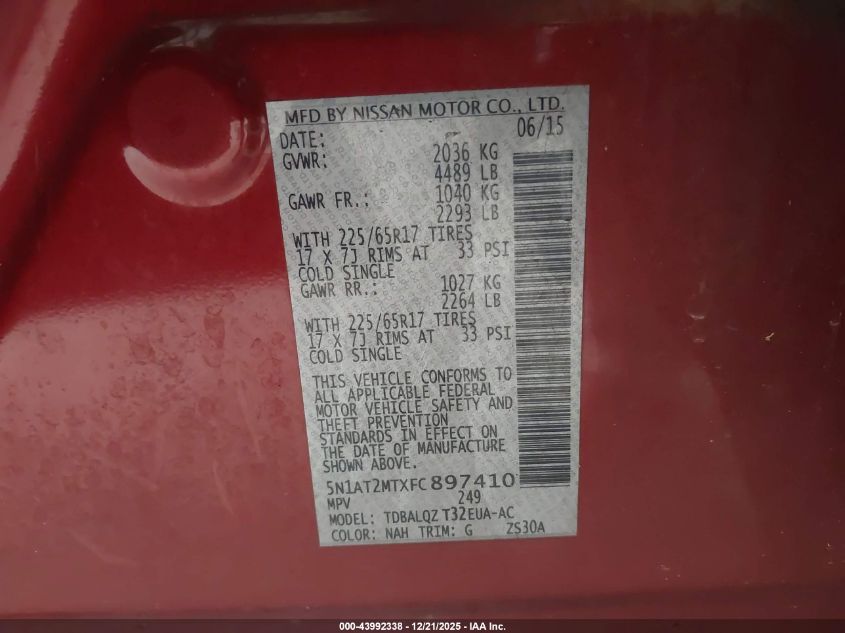 MFD BY NISSAN MOTOR CO., LTD.
DATE: 06/15
GVWR: 2036 KG
4489 LB
GAWR FR.: 1040 KG
2293 LB
WITH 225/65R17 TIRES
17 X 7J RIMS AT 33 PSI
COLD SINGLE
GAWR RR.: 1027 KG
2264 LB
WITH 225/65R17 TIRES
17 X 7J RIMS AT 33 PSI
COLD SINGLE
THIS VEHICLE CONFORMS TO
ALL APPLICABLE FEDERAL
MOTOR VEHICLE SAFETY AND
THEFT PREVENTION
STANDARDS IN EFFECT ON
THE DATE OF MANUFACTURE
SHOWN ABOVE.
5N1AT2MTXFC897410
MPV 249
MODEL: TDBALQZ T32EUA-AC
COLOR: NAH TRIM: G ZS30A
000-43992338 - 12/21/2025 - IAA Inc.